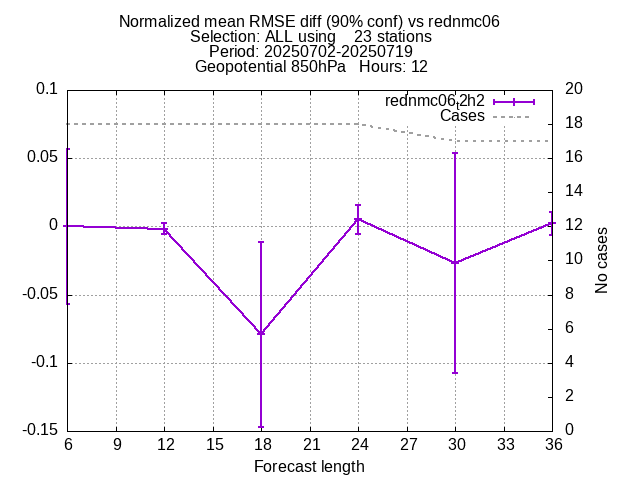 Normalized mean RMSE diff (90% conf) vs rednmc06
Selection: ALL using    23 stations
Period: 20250702-20250719
Geopotential 850hPa   Hours: 12
0.1
0.05
0
-0.05
-0.1
-0.15
20
18
16
14
12
10
8
6
4
2
0
rednmc06,t2h2
Cases
No cases
6 9 12 15 18 21 24 27 30 33 36
Forecast length